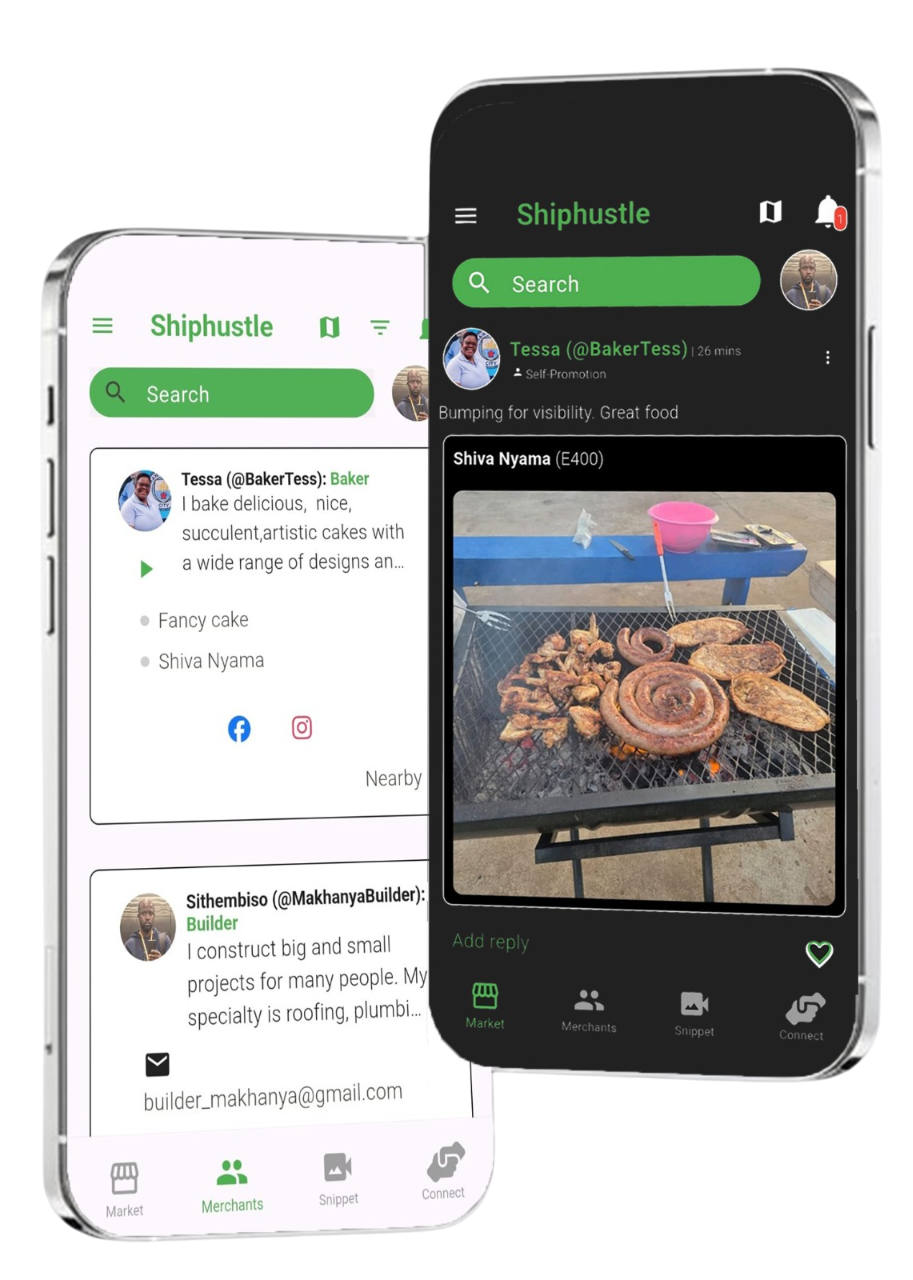 Shiphustle
Search
Tessa (@BakerTess): Baker
I bake delicious, nice,
succulent,artistic cakes with
a wide range of designs an...
Fancy cake
Shiva Nyama
Nearby
Sithembiso (@MakhanyaBuilder):
Builder
I construct big and small
projects for many people. My
specialty is roofing, plumbi...
builder_makhanya@gmail.com
Market
Merchants
Snippet
Connect
Shiphustle
1
Search
Tessa (@BakerTess) | 26 mins
Self-Promotion
Bumping for visibility. Great food
Shiva Nyama (E400)
Add reply
Market
Merchants
Snippet
Connect